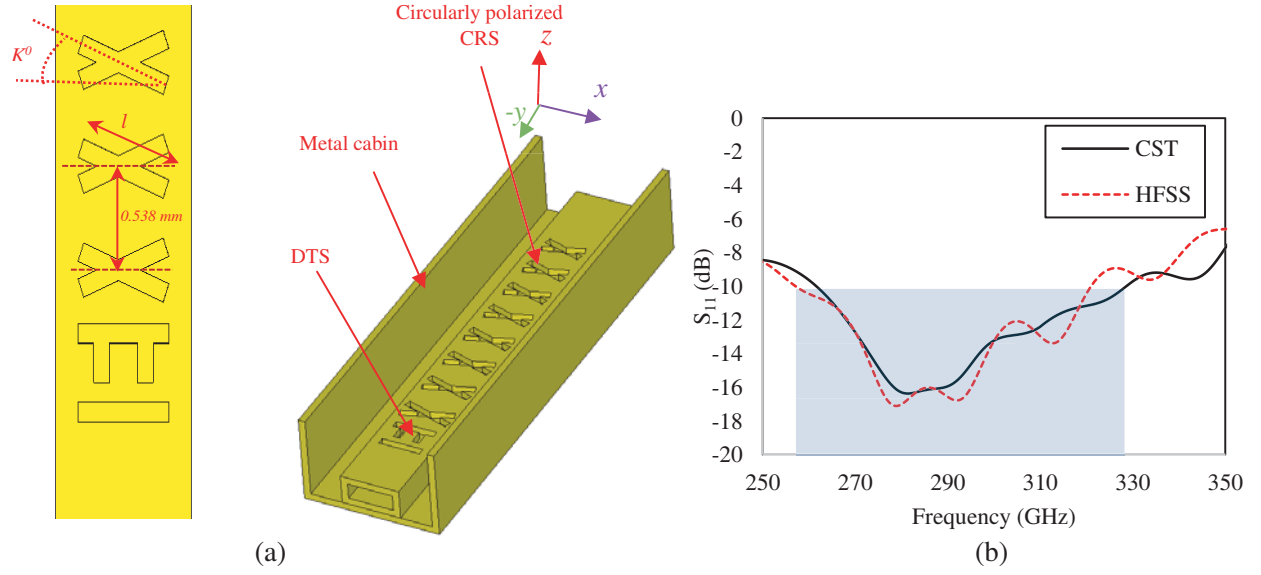 K⁰
l
0.538 mm
Circularly polarized
CRS
z
x
-y
Metal cabin
DTS
(a)
S₁₁ (dB)
0
-2
-4
-6
-8
-10
-12
-14
-16
-18
-20
250
270
290
310
330
350
Frequency (GHz)
CST
HFSS
(b)